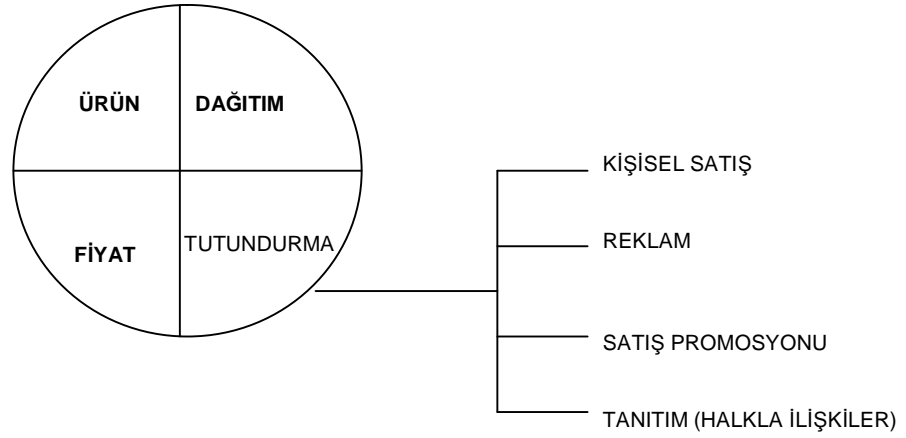 ÜRÜN
DAĞITIM
FİYAT
TUTUNDURMA
KİŞİSEL SATIŞ
REKLAM
SATIŞ PROMOSYONU
TANITIM (HALKLA İLİŞKİLER)